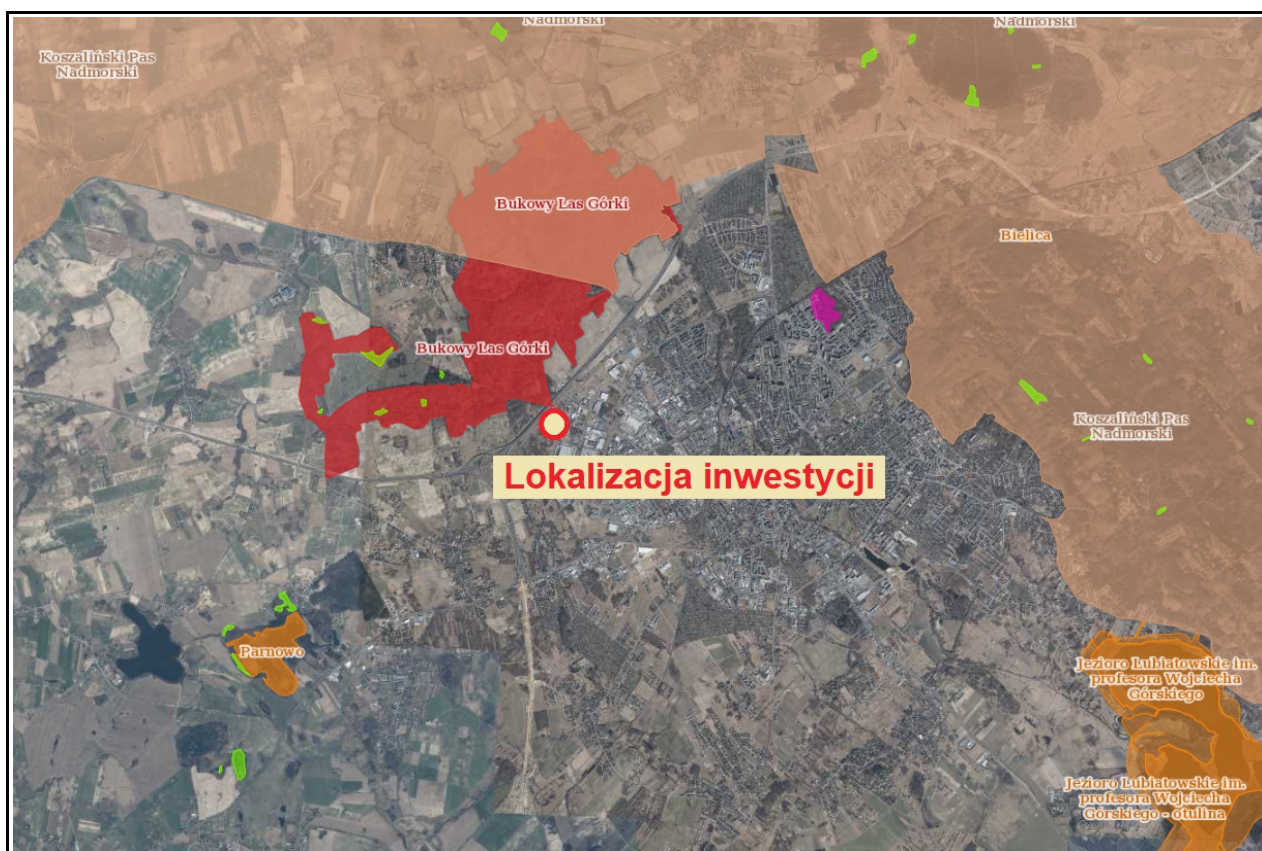 Nadmorski
Nadmorski
Koszaliński Pas
Nadmorski
Bukowy Las Górki
Bielica
Bukowy Las Górki
Koszaliński Pas
Nadmorski
Lokalizacja inwestycji
Parnowo
Jezioro Lubiatowskie im.
profesora Wojciecha
Górskiego
Jezioro Lubiatowskie im.
profesora Wojciecha
Górskiego - otulina